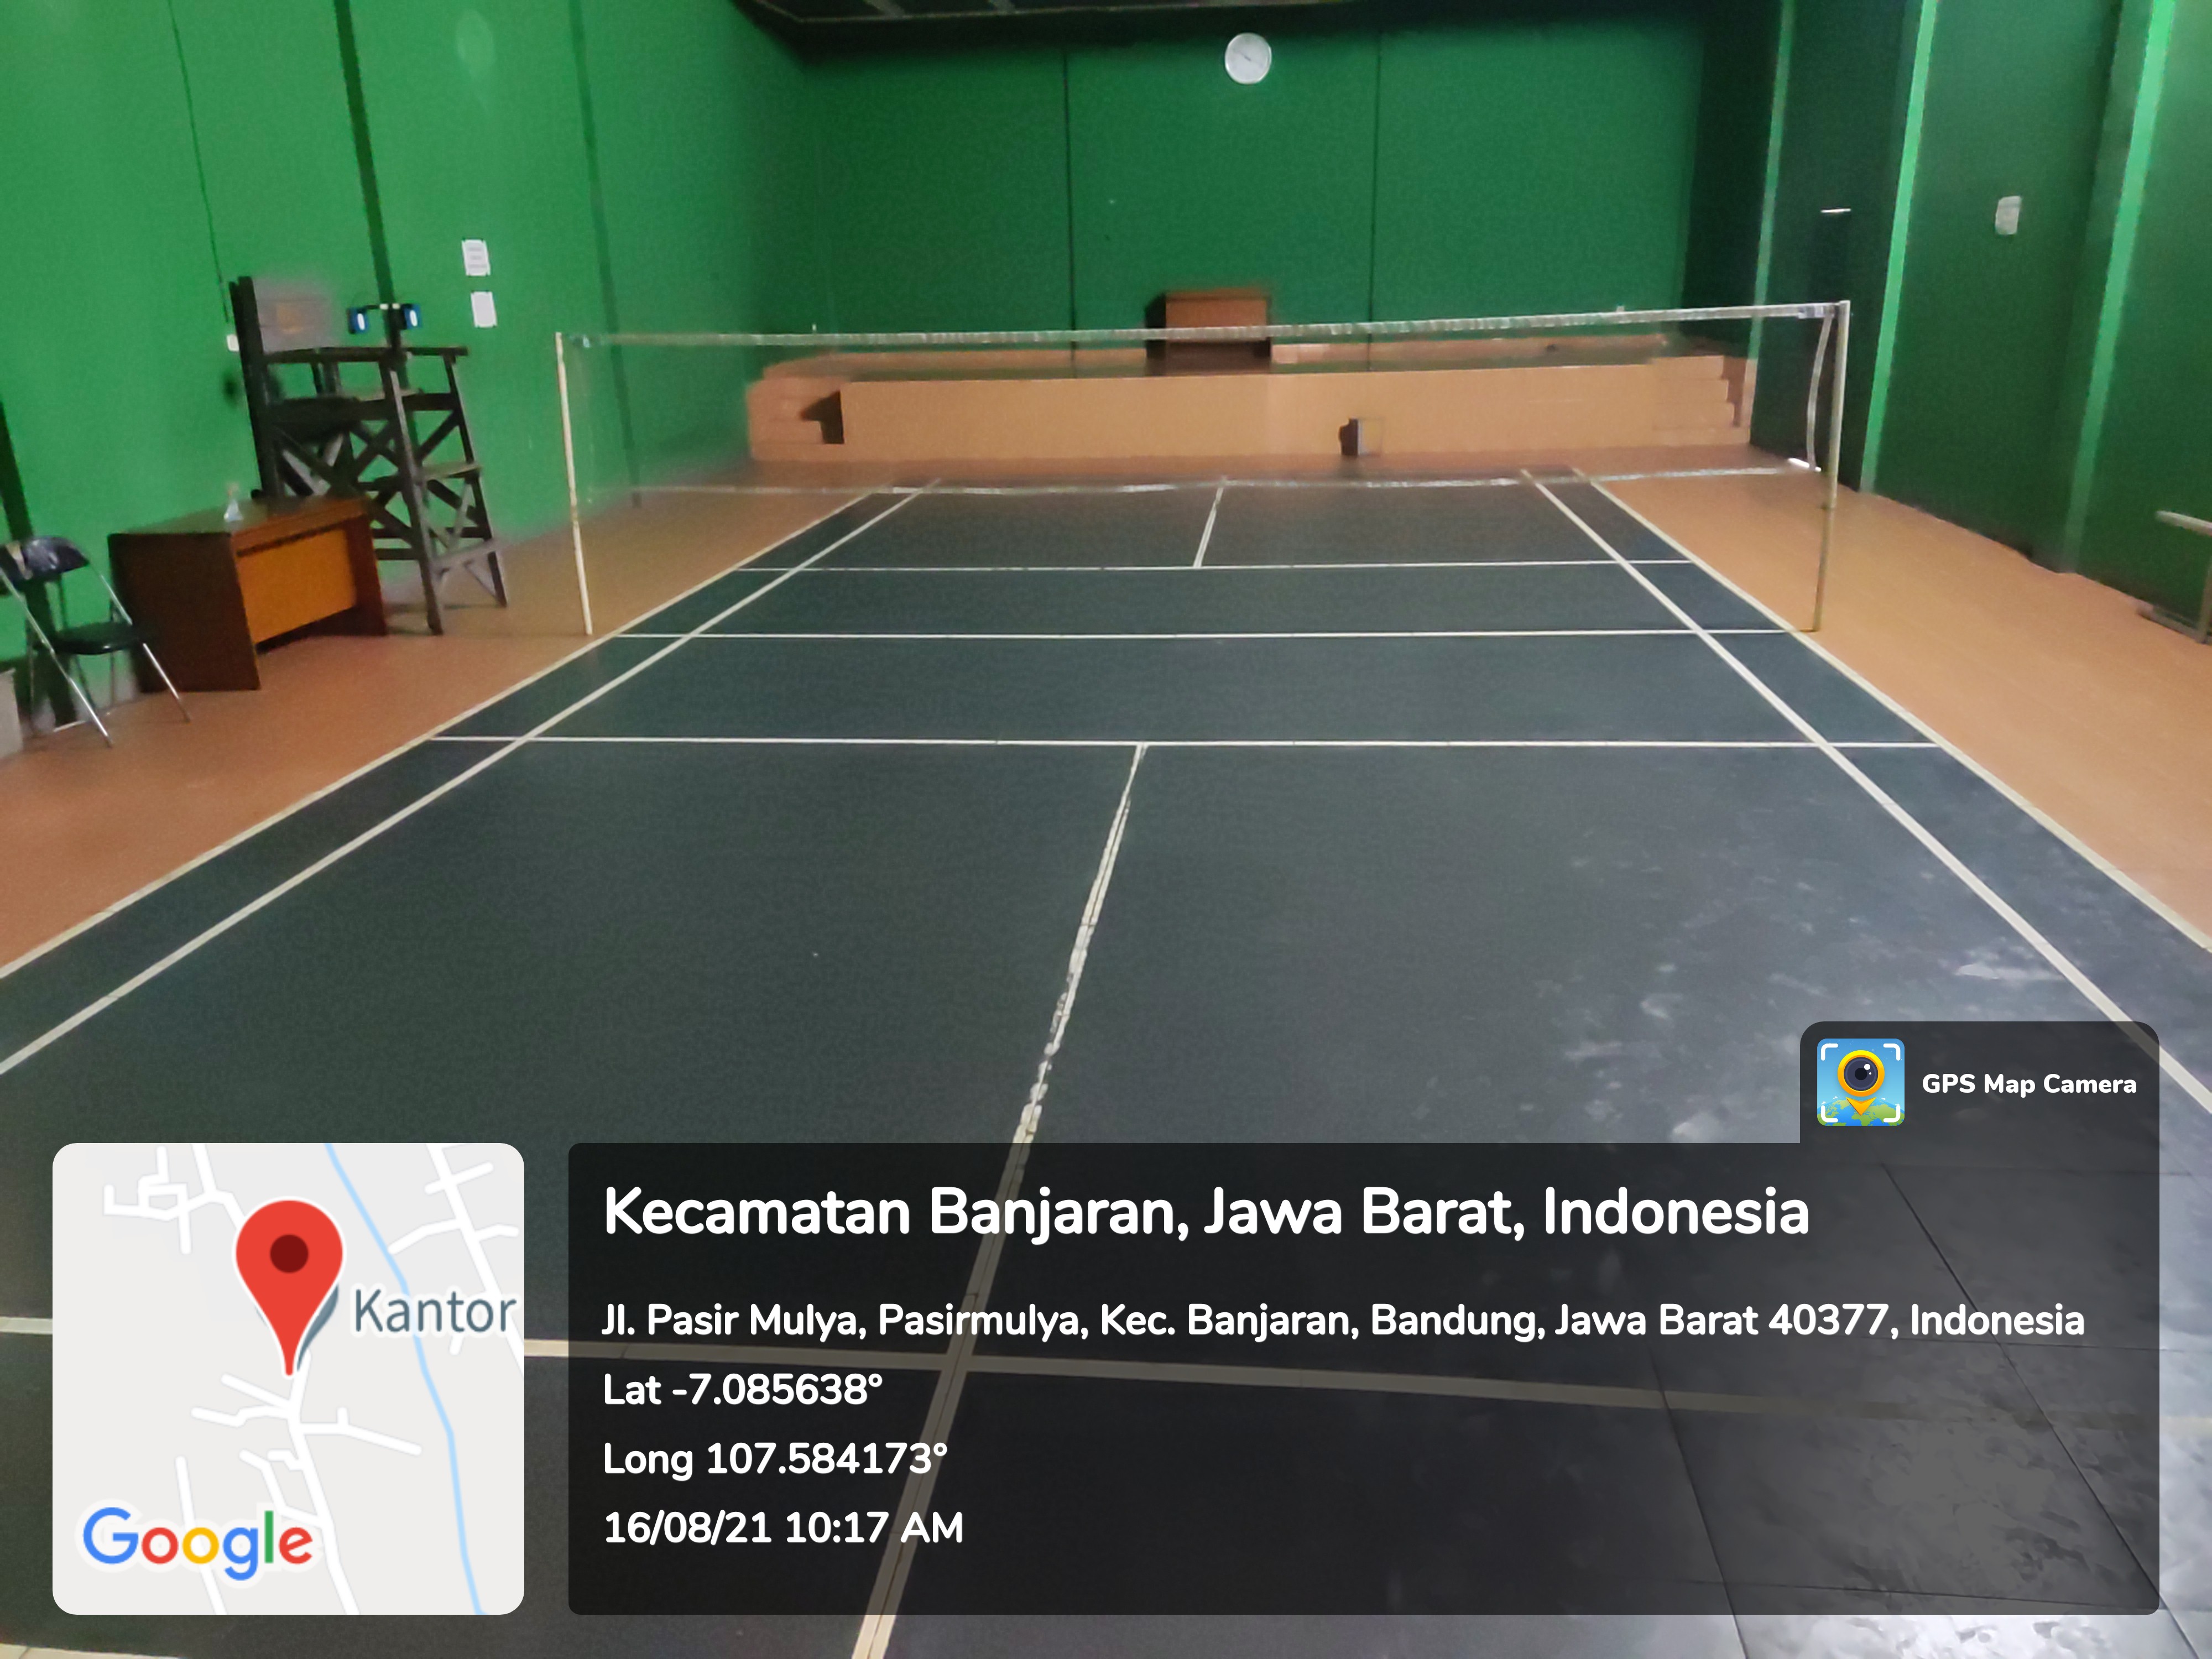 GPS Map Camera
Kecamatan Banjaran, Jawa Barat, Indonesia
Jl. Pasir Mulya, Pasirmulya, Kec. Banjaran, Bandung, Jawa Barat 40377, Indonesia
Lat -7.085638°
Long 107.584173°
16/08/21 10:17 AM
Kantor
Google